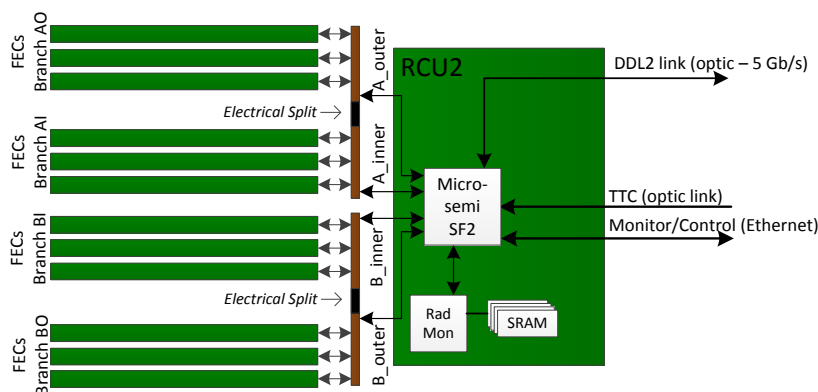 FECs
Branch AO
A_outer
Electrical Split
FECs
Branch AI
A_inner
FECs
Branch BI
B_inner
Electrical Split
FECs
Branch BO
B_outer
RCU2
Micro-
semi
SF2
Rad
Mon
SRAM
DDL2 link (optic – 5 Gb/s)
TTC (optic link)
Monitor/Control (Ethernet)